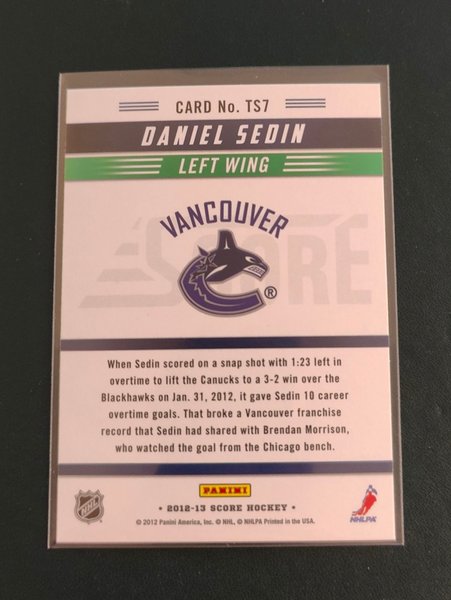 CARD No. TS7
DANIEL SEDIN
LEFT WING
VANCOUVER
SCORE
®
When Sedin scored on a snap shot with 1:23 left in
overtime to lift the Canucks to a 3-2 win over the
Blackhawks on Jan. 31, 2012, it gave Sedin 10 career
overtime goals. That broke a Vancouver franchise
record that Sedin had shared with Brendan Morrison,
who watched the goal from the Chicago bench.
PANINI
NHL
• 2012-13 SCORE HOCKEY •
© 2012 Panini America, Inc. © NHL, © NHLPA Printed in the USA.
NHLPA